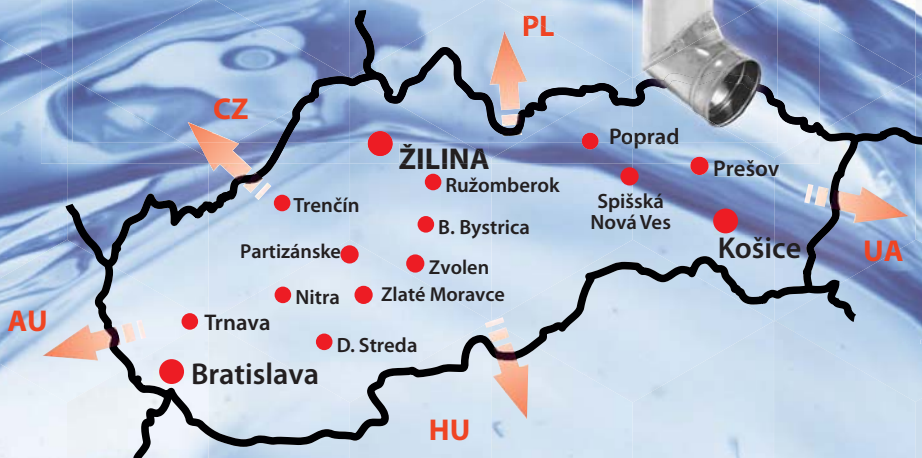 PL
CZ
ŽILINA
Poprad
Prešov
Ružomberok
Spišská
Nová Ves
Trenčín
B. Bystrica
Košice
UA
Partizánske
Zvolen
Nitra
Zlaté Moravce
AU
Trnava
D. Streda
Bratislava
HU